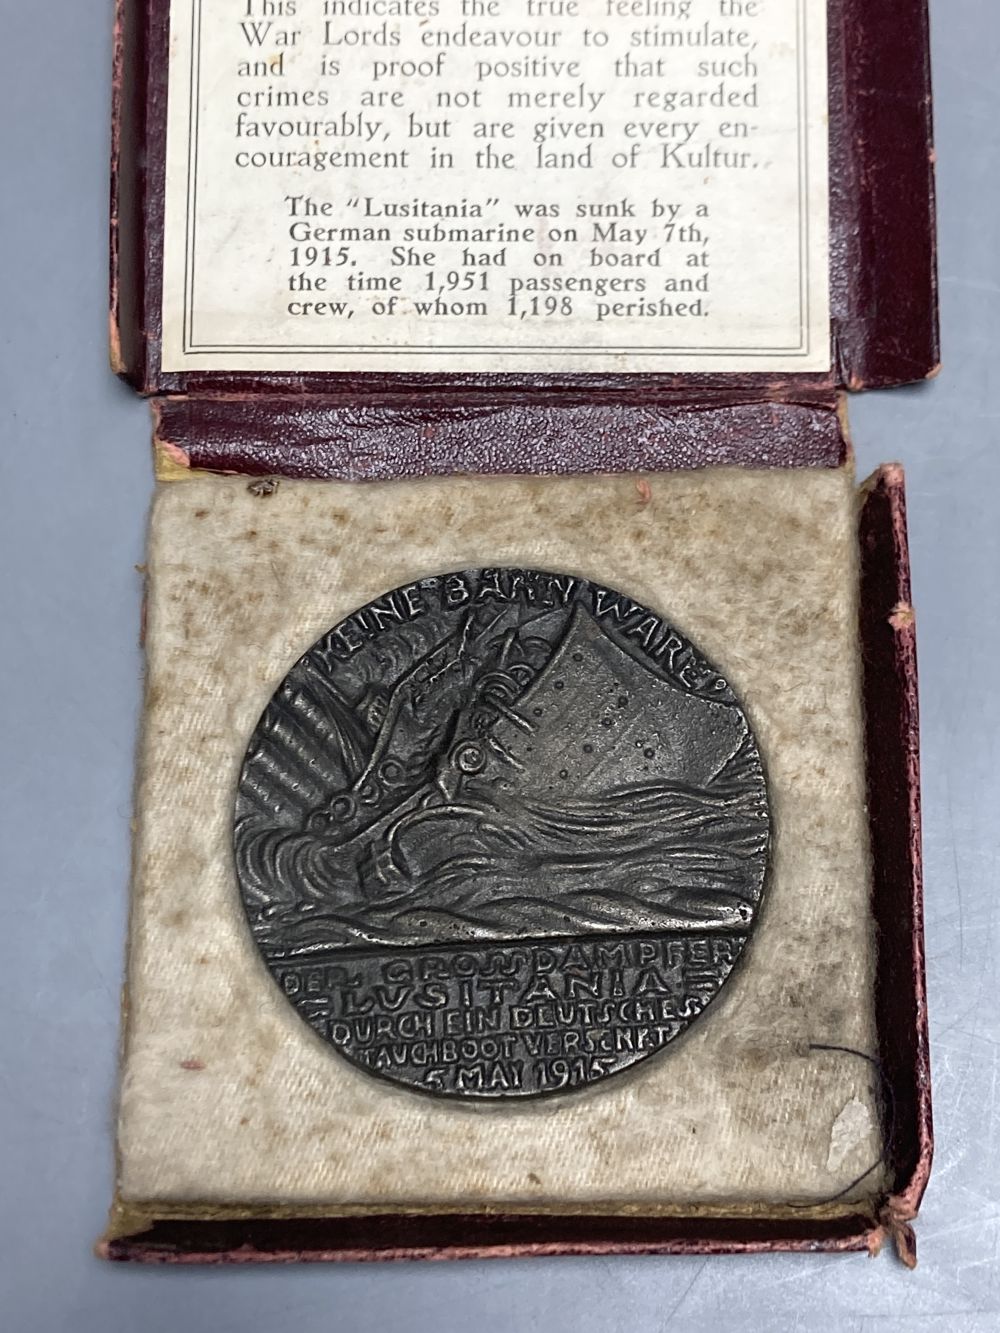 This indicates the true feeling the
War Lords endeavour to stimulate,
and is proof positive that such
crimes are not merely regarded
favourably, but are given every en-
couragement in the land of Kultur.
The "Lusitania" was sunk by a
German submarine on May 7th,
1915. She had on board at
the time 1,951 passengers and
crew, of whom 1,198 perished.
KEINE BANNWARE!
DER GROSSDAMPFER
=LUSITANIA=
DURCH EIN DEUTSCHES
TAUCHBOOT VERSENKT
5 MAY 1915